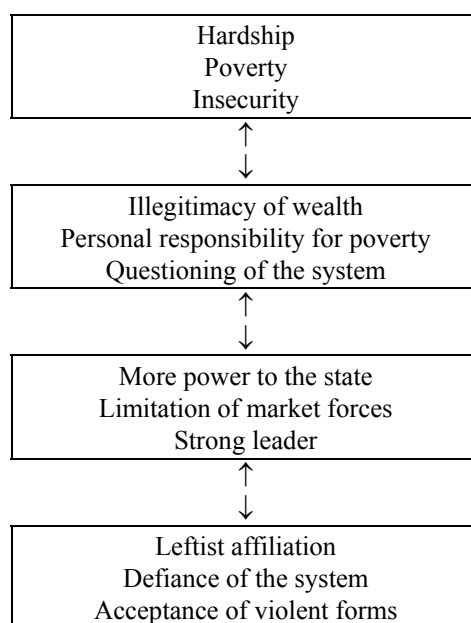 Hardship
Poverty
Insecurity
↑
↓
Illegitimacy of wealth
Personal responsibility for poverty
Questioning of the system
↑
↓
More power to the state
Limitation of market forces
Strong leader
↑
↓
Leftist affiliation
Defiance of the system
Acceptance of violent forms